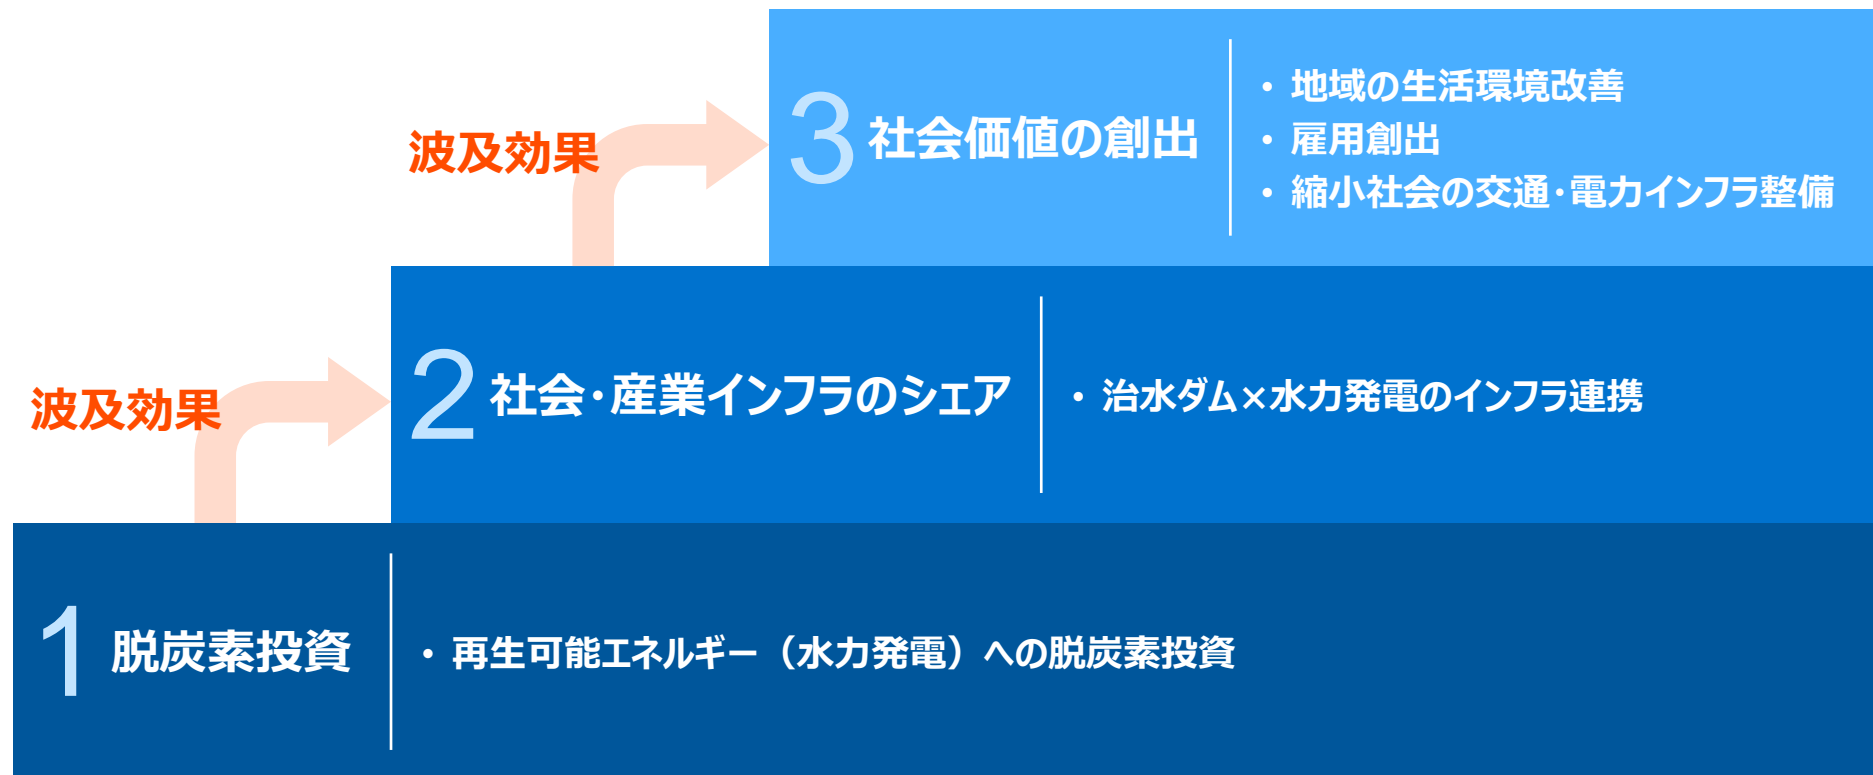 波及効果
3 社会価値の創出
・ 地域の生活環境改善
・ 雇用創出
・ 縮小社会の交通・電力インフラ整備
波及効果
2 社会・産業インフラのシェア
・ 治水ダム×水力発電のインフラ連携
1 脱炭素投資
・ 再生可能エネルギー（水力発電）への脱炭素投資